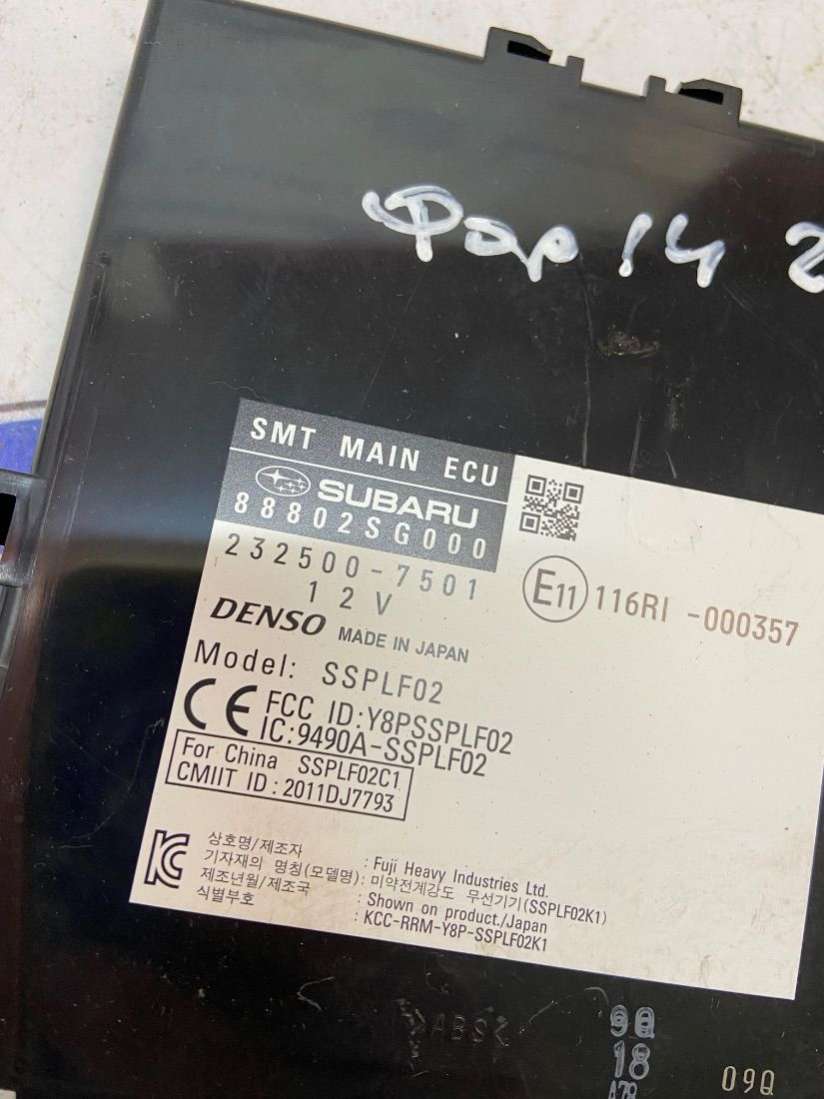 Фор 14 2
SMT MAIN ECU
SUBARU
88802SG000
232500-7501
12V
E11 116RI -000357
DENSO MADE IN JAPAN
Model: SSPLF02
CE FCC ID:Y8PSSPLF02
IC:9490A-SSPLF02
For China SSPLF02C1
CMIIT ID:2011DJ7793
상호명/제조자 : Fuji Heavy Industries Ltd.
기자재의 명칭(모델명) : 미약전계강도 무선기기(SSPLF02K1)
제조년월/제조국 : Shown on product./Japan
식별부호 : KCC-RRM-Y8P-SSPLF02K1
>ABS<
9Q
18
A78
09Q